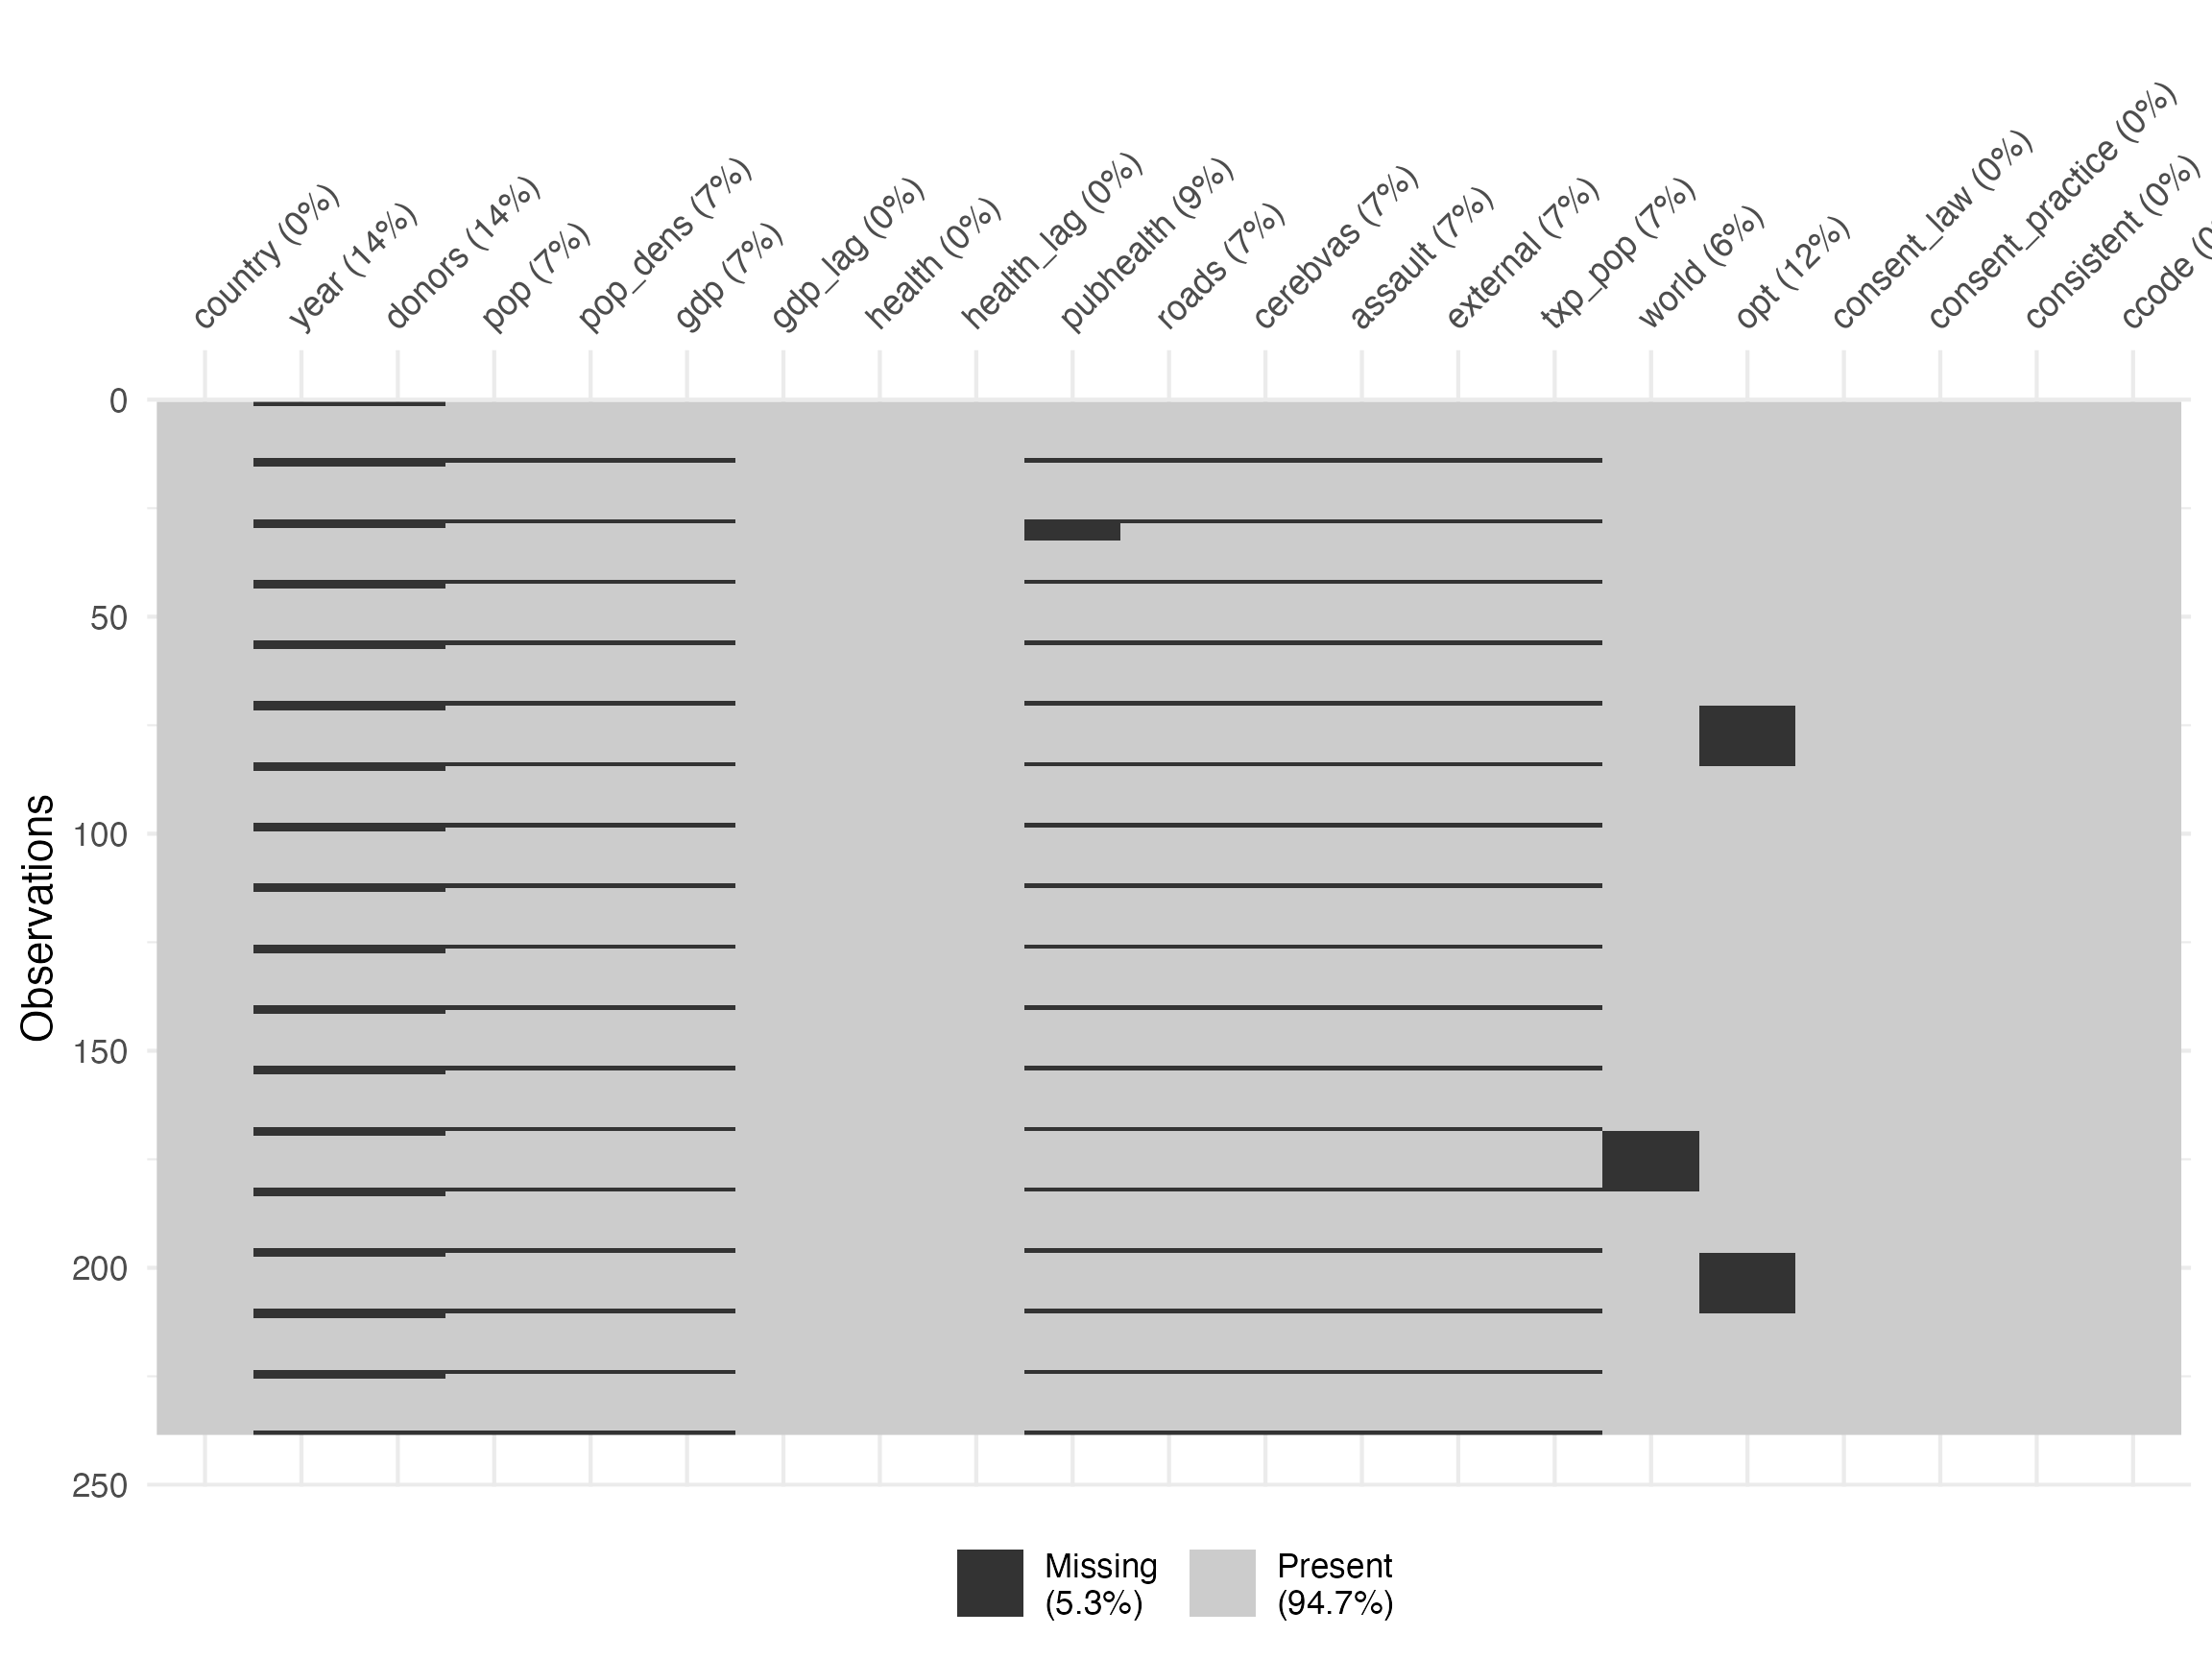 country (0%)
year (14%)
donors (14%)
pop (7%)
pop_dens (7%)
gdp (7%)
gdp_lag (0%)
health (0%)
health_lag (0%)
pubhealth (9%)
roads (7%)
cerebvas (7%)
assault (7%)
external (7%)
txp_pop (7%)
world (6%)
opt (12%)
consent_law (0%)
consent_practice (0%)
consistent (0%)
ccode (0
0
50
100
150
200
250
Observations
Missing
(5.3%)
Present
(94.7%)